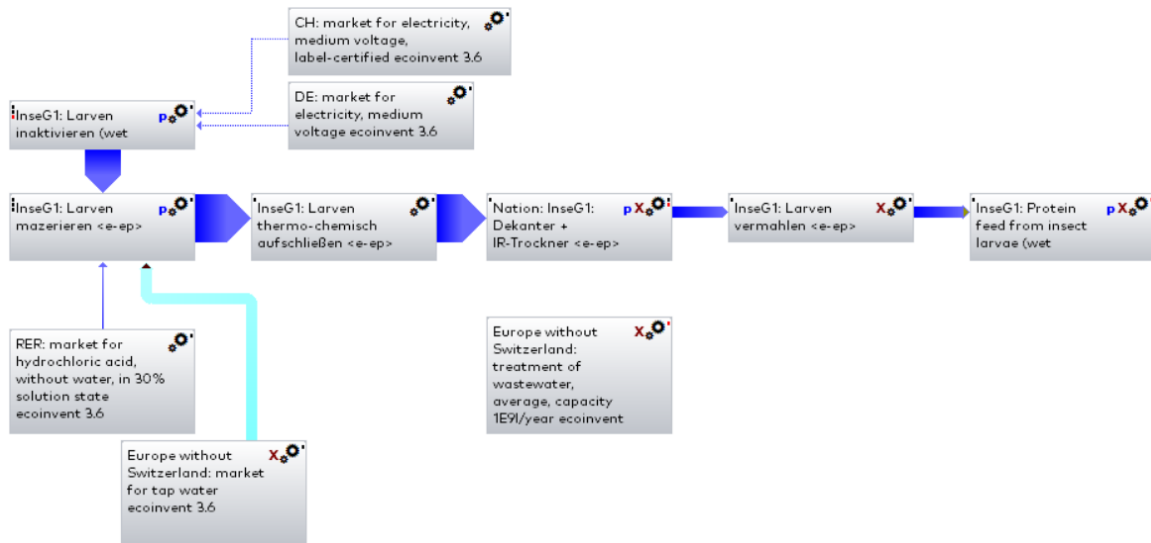 CH: market for electricity,
medium voltage,
label-certified ecoinvent 3.6
DE: market for
electricity, medium
voltage ecoinvent 3.6
InseG1: Larven
inaktivieren (wet
p
InseG1: Larven
mazerieren <e-ep>
p
InseG1: Larven
thermo-chemisch
aufschließen <e-ep>
Nation: InseG1:
Dekanter +
IR-Trockner <e-ep>
p X
InseG1: Larven
vermahlen <e-ep>
X
InseG1: Protein
feed from insect
larvae (wet
p X
RER: market for
hydrochloric acid,
without water, in 30%
solution state
ecoinvent 3.6
Europe without
Switzerland:
treatment of
wastewater,
average, capacity
1E9l/year ecoinvent
X
Europe without
Switzerland: market
for tap water
ecoinvent 3.6
X